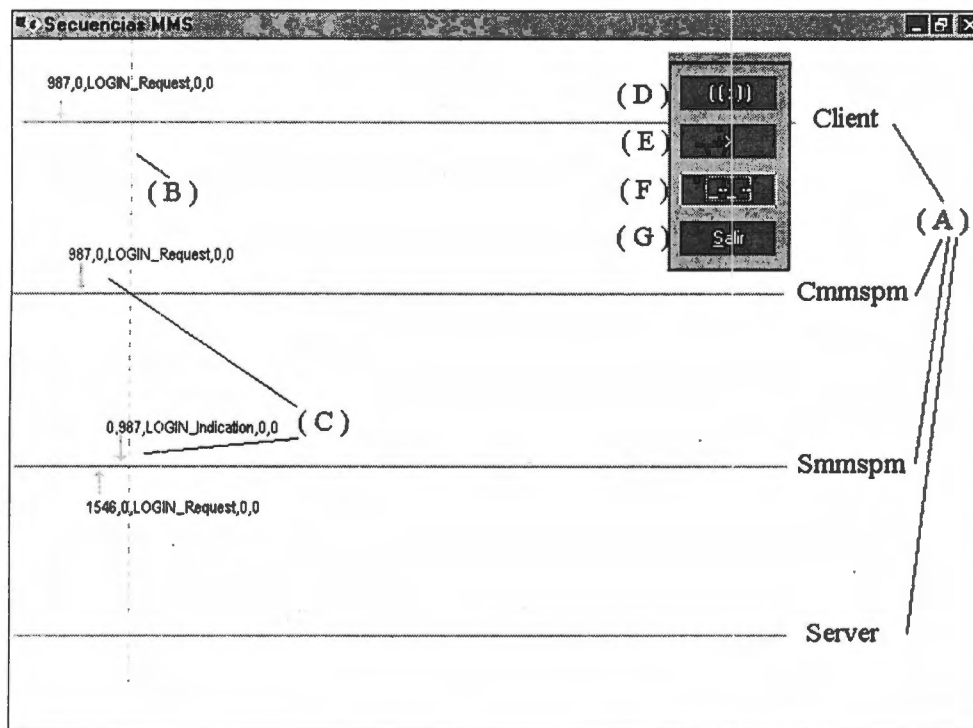 Secuencias MMS
987,0,LOGIN_Request,0,0
(D)
Client
(E)
(B)
(F)
(A)
(G) Salir
987,0,LOGIN_Request,0,0
Cmmspm
0,987,LOGIN_Indication,0,0
(C)
Smmspm
1546,0,LOGIN_Request,0,0
Server